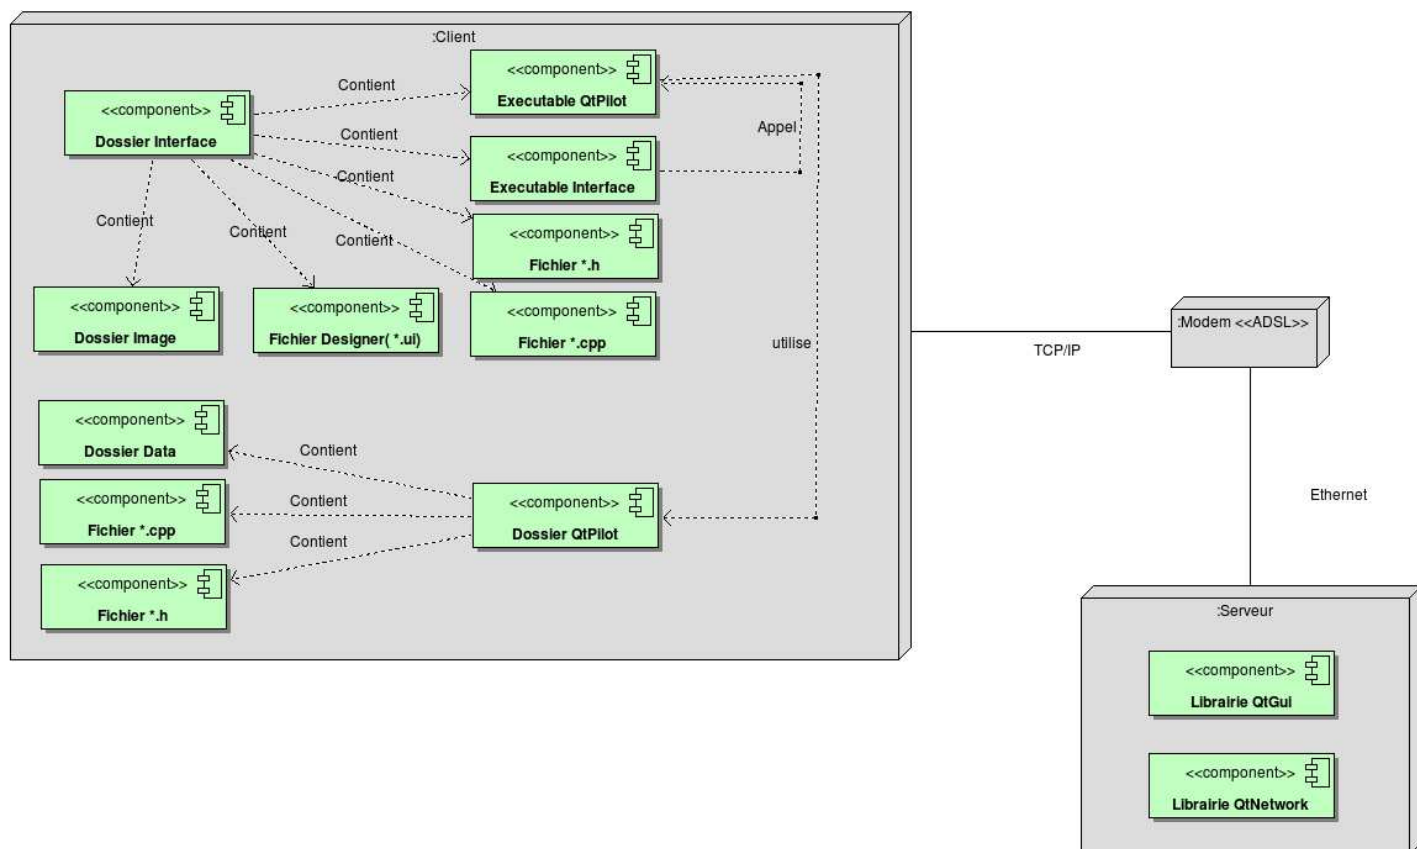 :Client
<<component>>
Executable QtPilot
Contient
<<component>>
Dossier Interface
Appel
Contient
<<component>>
Executable Interface
Contient
<<component>>
Fichier *.h
Contient
Contient
Contient
<<component>>
Dossier Image
<<component>>
Fichier Designer( *.ui)
<<component>>
Fichier *.cpp
utilise
<<component>>
Dossier Data
Contient
<<component>>
Fichier *.cpp
Contient
<<component>>
Dossier QtPilot
Contient
<<component>>
Fichier *.h
TCP/IP
:Modem <<ADSL>>
Ethernet
:Serveur
<<component>>
Librairie QtGui
<<component>>
Librairie QtNetwork